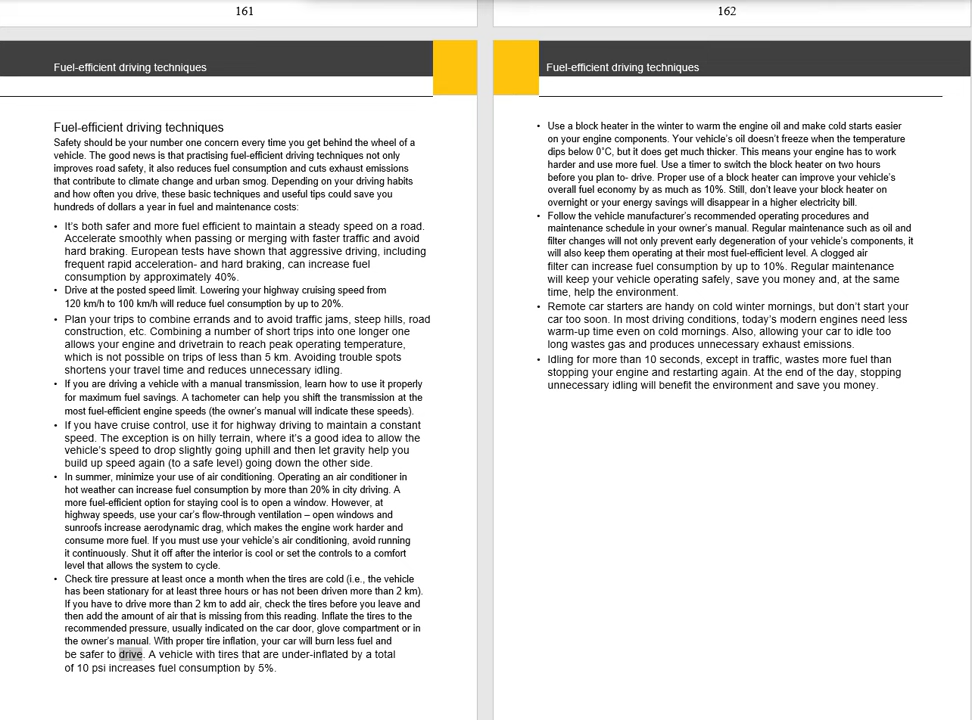 161
162
Fuel-efficient driving techniques
Fuel-efficient driving techniques
Safety should be your number one concern every time you get behind the wheel of a
vehicle. The good news is that practising fuel-efficient driving techniques not only
improves road safety, it also reduces fuel consumption and cuts exhaust emissions
that contribute to climate change and urban smog. Depending on your driving habits
and how often you drive, these basic techniques and useful tips could save you
hundreds of dollars a year in fuel and maintenance costs:
• It's both safer and more fuel efficient to maintain a steady speed on a road.
Accelerate smoothly when passing or merging with faster traffic and avoid
hard braking. European tests have shown that aggressive driving, including
frequent rapid acceleration- and hard braking, can increase fuel
consumption by approximately 40%.
• Drive at the posted speed limit. Lowering your highway cruising speed from
120 km/h to 100 km/h will reduce fuel consumption by up to 20%.
• Plan your trips to combine errands and to avoid traffic jams, steep hills, road
construction, etc. Combining a number of short trips into one longer one
allows your engine and drivetrain to reach peak operating temperature,
which is not possible on trips of less than 5 km. Avoiding trouble spots
shortens your travel time and reduces unnecessary idling.
• If you are driving a vehicle with a manual transmission, learn how to use it properly
for maximum fuel savings. A tachometer can help you shift the transmission at the
most fuel-efficient engine speeds (the owner's manual will indicate these speeds).
• If you have cruise control, use it for highway driving to maintain a constant
speed. The exception is on hilly terrain, where it's a good idea to allow the
vehicle's speed to drop slightly going uphill and then let gravity help you
build up speed again (to a safe level) going down the other side.
• In summer, minimize your use of air conditioning. Operating an air conditioner in
hot weather can increase fuel consumption by more than 20% in city driving. A
more fuel-efficient option for staying cool is to open a window. However, at
highway speeds, use your car's flow-through ventilation – open windows and
sunroofs increase aerodynamic drag, which makes the engine work harder and
consume more fuel. If you must use your vehicle's air conditioning, avoid running
it continuously. Shut it off after the interior is cool or set the controls to a comfort
level that allows the system to cycle.
• Check tire pressure at least once a month when the tires are cold (i.e., the vehicle
has been stationary for at least three hours or has not been driven more than 2 km).
If you have to drive more than 2 km to add air, check the tires before you leave and
then add the amount of air that is missing from this reading. Inflate the tires to the
recommended pressure, usually indicated on the car door, glove compartment or in
the owner's manual. With proper tire inflation, your car will burn less fuel and
be safer to drive. A vehicle with tires that are under-inflated by a total
of 10 psi increases fuel consumption by 5%.
Fuel-efficient driving techniques
• Use a block heater in the winter to warm the engine oil and make cold starts easier
on your engine components. Your vehicle's oil doesn't freeze when the temperature
dips below 0°C, but it does get much thicker. This means your engine has to work
harder and use more fuel. Use a timer to switch the block heater on two hours
before you plan to- drive. Proper use of a block heater can improve your vehicle's
overall fuel economy by as much as 10%. Still, don't leave your block heater on
overnight or your energy savings will disappear in a higher electricity bill.
• Follow the vehicle manufacturer's recommended operating procedures and
maintenance schedule in your owner's manual. Regular maintenance such as oil and
filter changes will not only prevent early degeneration of your vehicle's components, it
will also keep them operating at their most fuel-efficient level. A clogged air
filter can increase fuel consumption by up to 10%. Regular maintenance
will keep your vehicle operating safely, save you money and, at the same
time, help the environment.
• Remote car starters are handy on cold winter mornings, but don't start your
car too soon. In most driving conditions, today's modern engines need less
warm-up time even on cold mornings. Also, allowing your car to idle too
long wastes gas and produces unnecessary exhaust emissions.
• Idling for more than 10 seconds, except in traffic, wastes more fuel than
stopping your engine and restarting again. At the end of the day, stopping
unnecessary idling will benefit the environment and save you money.